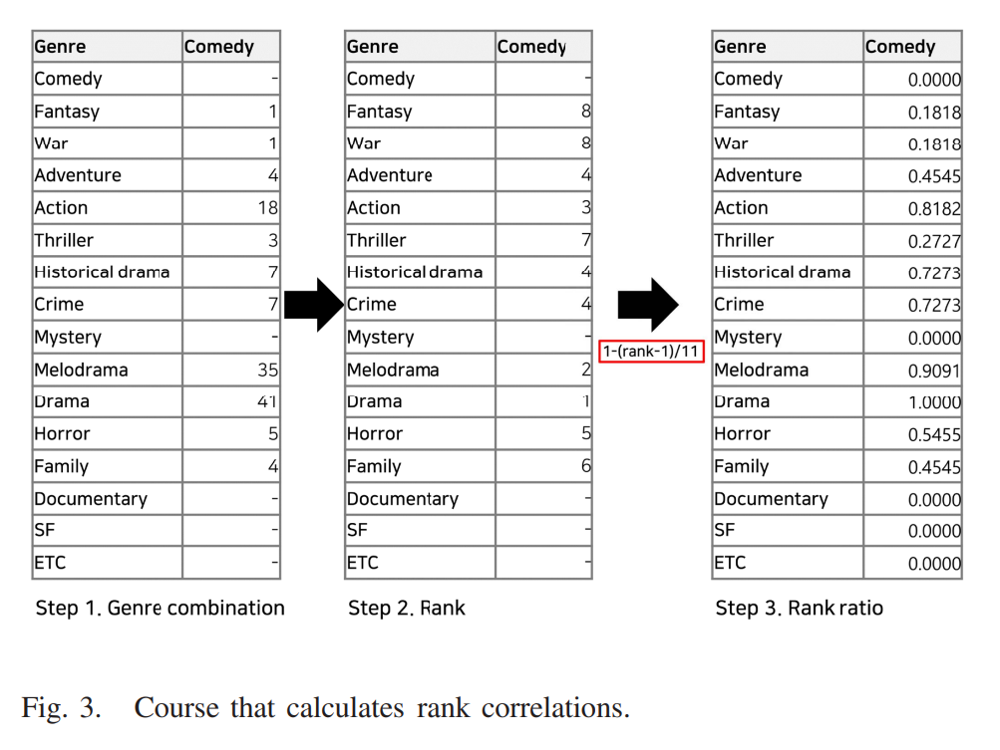 Genre Comedy Genre Comedy Genre Comedy
Comedy - Comedy - Comedy 0.0000
Fantasy 1 Fantasy 8 Fantasy 0.1818
War 1 War 8 War 0.1818
Adventure 4 Adventure 4 Adventure 0.4545
Action 18 Action 3 Action 0.8182
Thriller 3 Thriller 7 Thriller 0.2727
Historical drama 7 Historical drama 4 Historical drama 0.7273
Crime 7 Crime 4 Crime 0.7273
Mystery - Mystery - Mystery 0.0000
1-(rank-1)/11
Melodrama 35 Melodrama 2 Melodrama 0.9091
Drama 41 Drama 1 Drama 1.0000
Horror 5 Horror 5 Horror 0.5455
Family 4 Family 6 Family 0.4545
Documentary - Documentary - Documentary 0.0000
SF - SF - SF 0.0000
ETC - ETC - ETC 0.0000
Step 1. Genre combination Step 2. Rank Step 3. Rank ratio
Fig. 3. Course that calculates rank correlations.